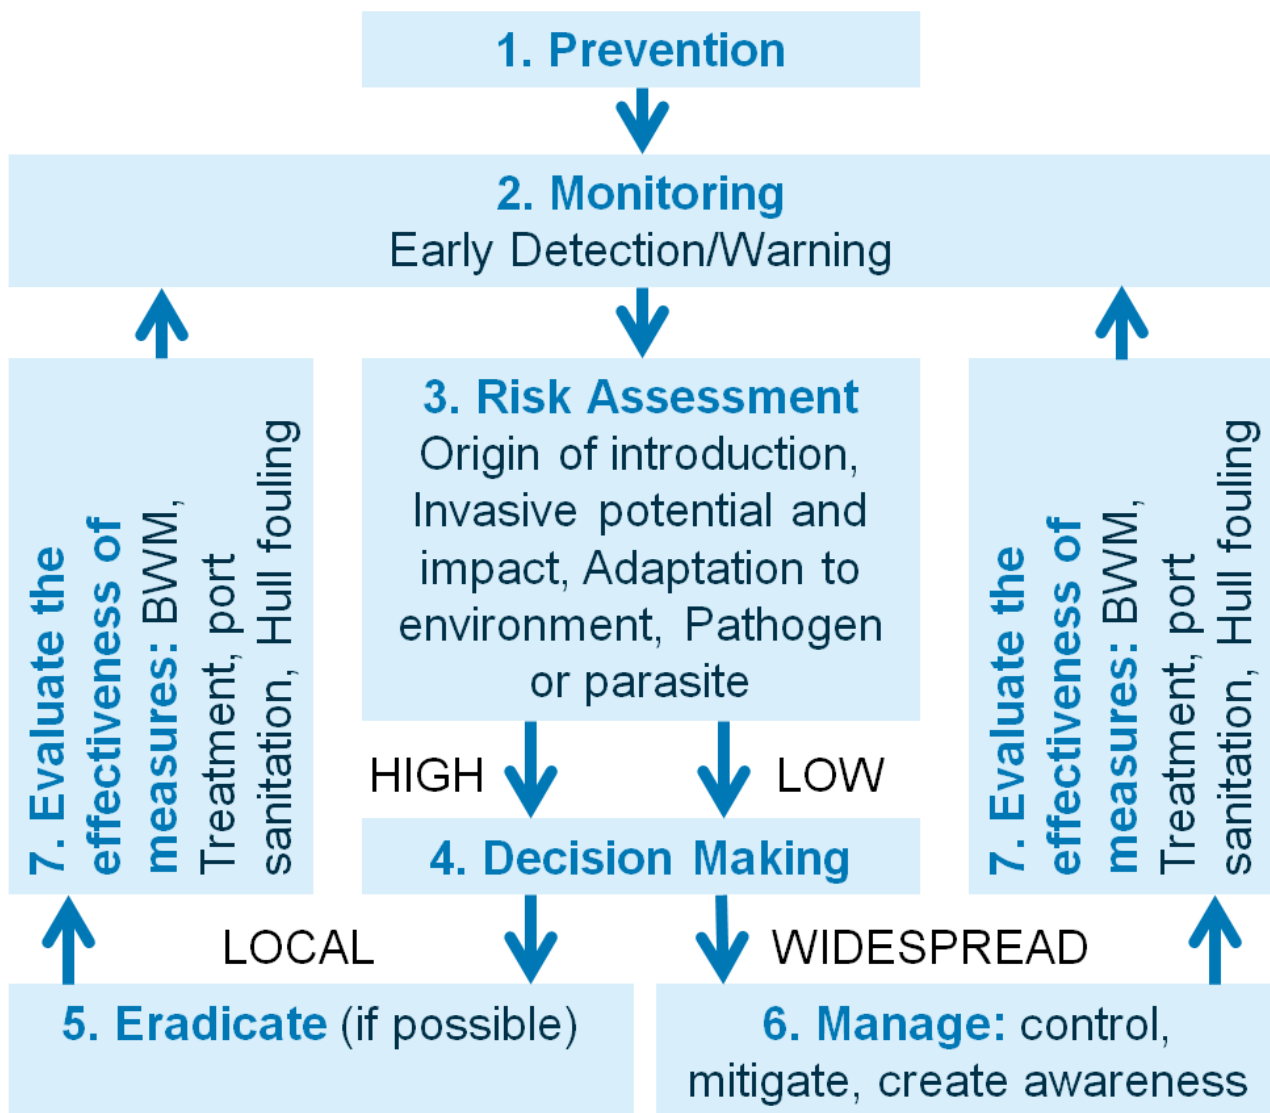 1. Prevention
2. Monitoring
Early Detection/Warning
3. Risk Assessment
Origin of introduction,
Invasive potential and
impact, Adaptation to
environment, Pathogen
or parasite
7. Evaluate the
effectiveness of
measures: BWM,
Treatment, port
sanitation, Hull fouling
7. Evaluate the
effectiveness of
measures: BWM,
Treatment, port
sanitation, Hull fouling
HIGH
LOW
4. Decision Making
LOCAL
WIDESPREAD
5. Eradicate (if possible)
6. Manage: control,
mitigate, create awareness